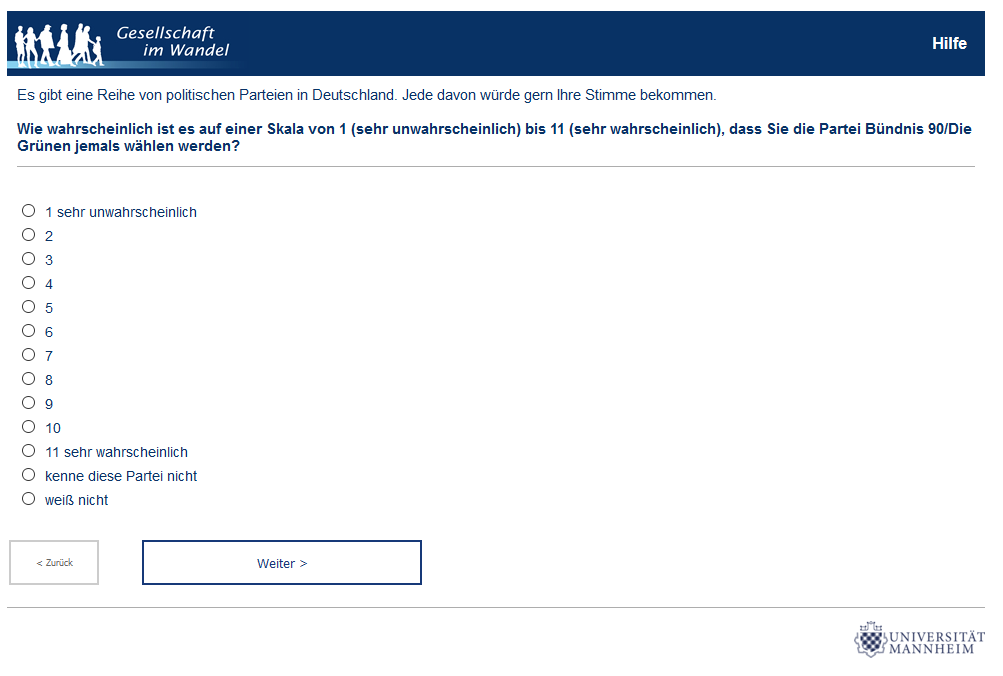 Gesellschaft
im Wandel
Hilfe
Es gibt eine Reihe von politischen Parteien in Deutschland. Jede davon würde gern Ihre Stimme bekommen.
Wie wahrscheinlich ist es auf einer Skala von 1 (sehr unwahrscheinlich) bis 11 (sehr wahrscheinlich), dass Sie die Partei Bündnis 90/Die
Grünen jemals wählen werden?
1 sehr unwahrscheinlich
2
3
4
5
6
7
8
9
10
11 sehr wahrscheinlich
kenne diese Partei nicht
weiß nicht
< Zurück
Weiter >
UNIVERSITÄT
MANNHEIM